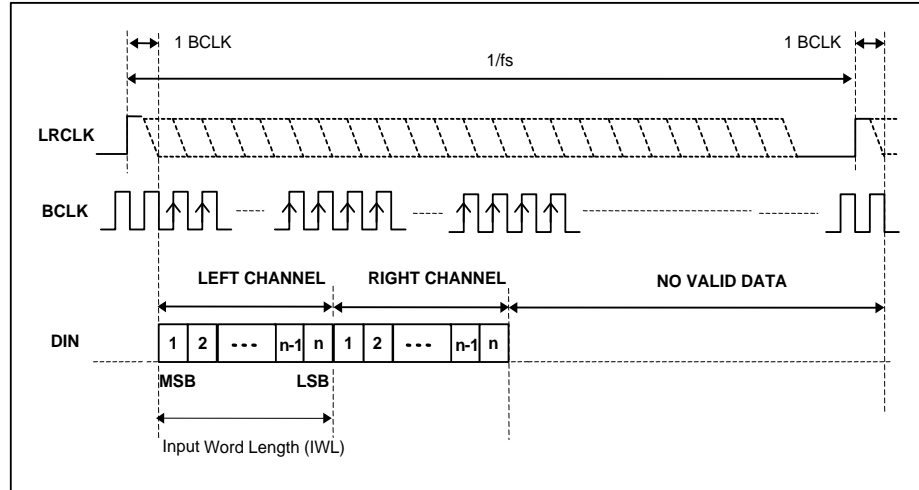 1 BCLK
1 BCLK
1/fs
LRCLK
BCLK
LEFT CHANNEL
RIGHT CHANNEL
NO VALID DATA
DIN
1 2 n-1 n 1 2 n-1 n
MSB
LSB
Input Word Length (IWL)